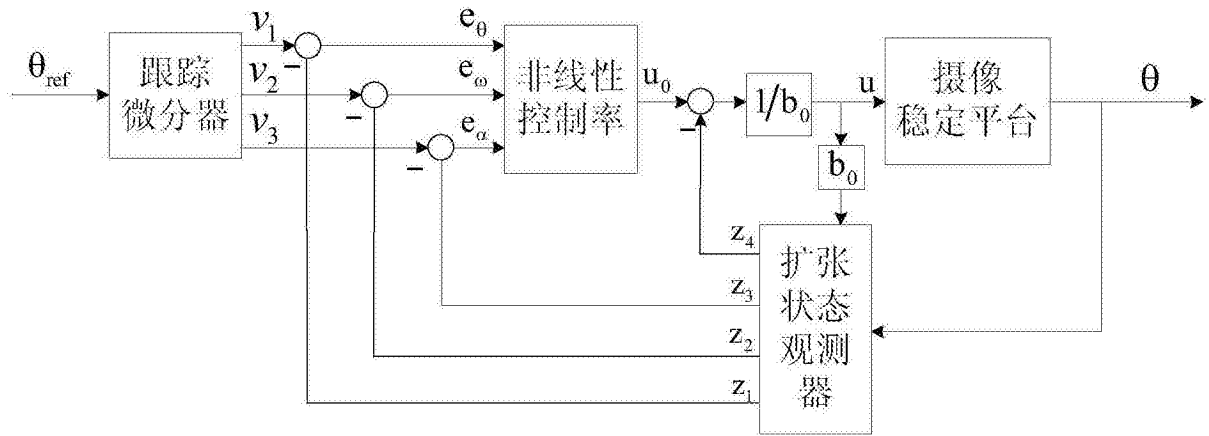 θref
跟踪
微分器
v1
v2
v3
−
−
−
eθ
eω
eα
非线性
控制率
u0
−
1/b0
u
b0
摄像
稳定平台
θ
z4
z3
z2
z1
扩张
状态
观测
器